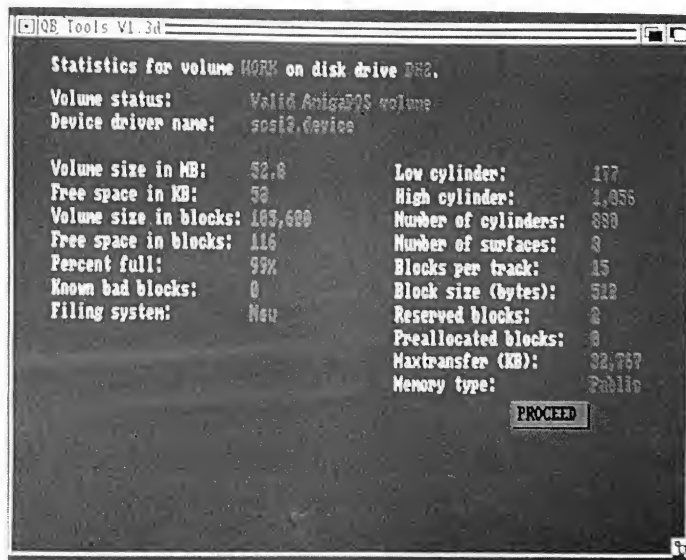 QB Tools V1.3d
Statistics for volume WORK on disk drive DH2.
Volume status: Valid AmigaDOS volume
Device driver name: scsi2.device
Volume size in MB: 52.8
Free space in KB: 58
Volume size in blocks: 105,600
Free space in blocks: 116
Percent full: 99%
Known bad blocks: 0
Filing system:
Low cylinder: 177
High cylinder: 1,056
Number of cylinders: 880
Number of surfaces: 8
Blocks per track: 15
Block size (bytes): 512
Reserved blocks: 2
Preallocated blocks: 0
Maxtransfer (KB): 32,767
Memory type: Public
PROCEED